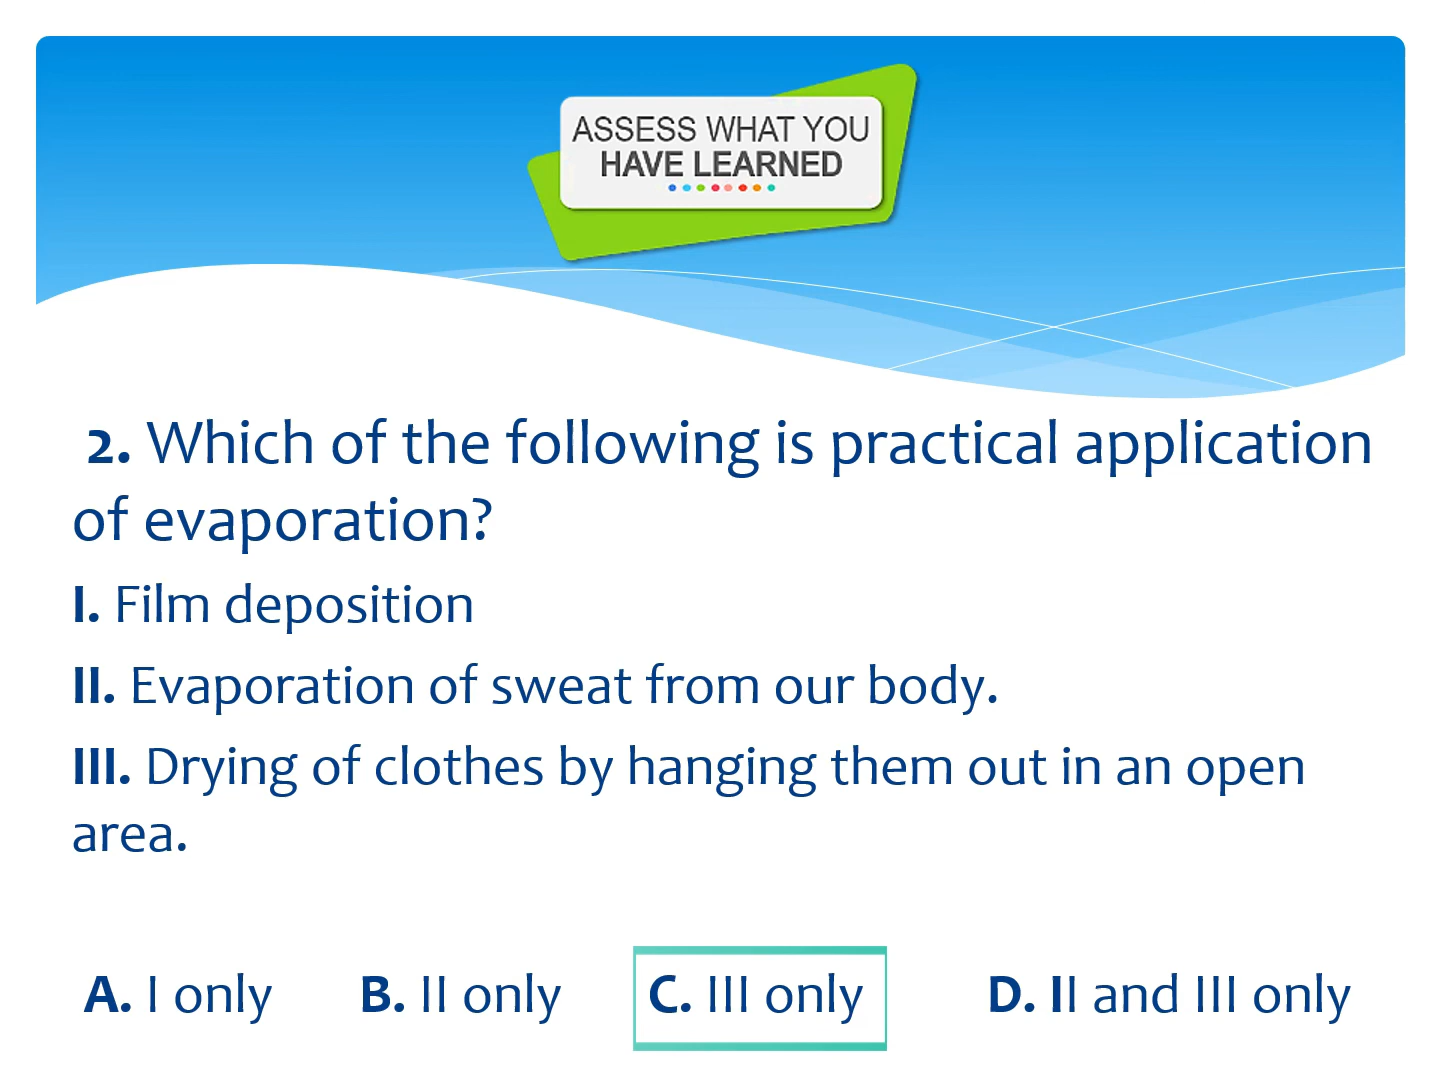 ASSESS WHAT YOU
HAVE LEARNED
2. Which of the following is practical application
of evaporation?
I. Film deposition
II. Evaporation of sweat from our body.
III. Drying of clothes by hanging them out in an open
area.
A. I only B. II only C. III only D. II and III only